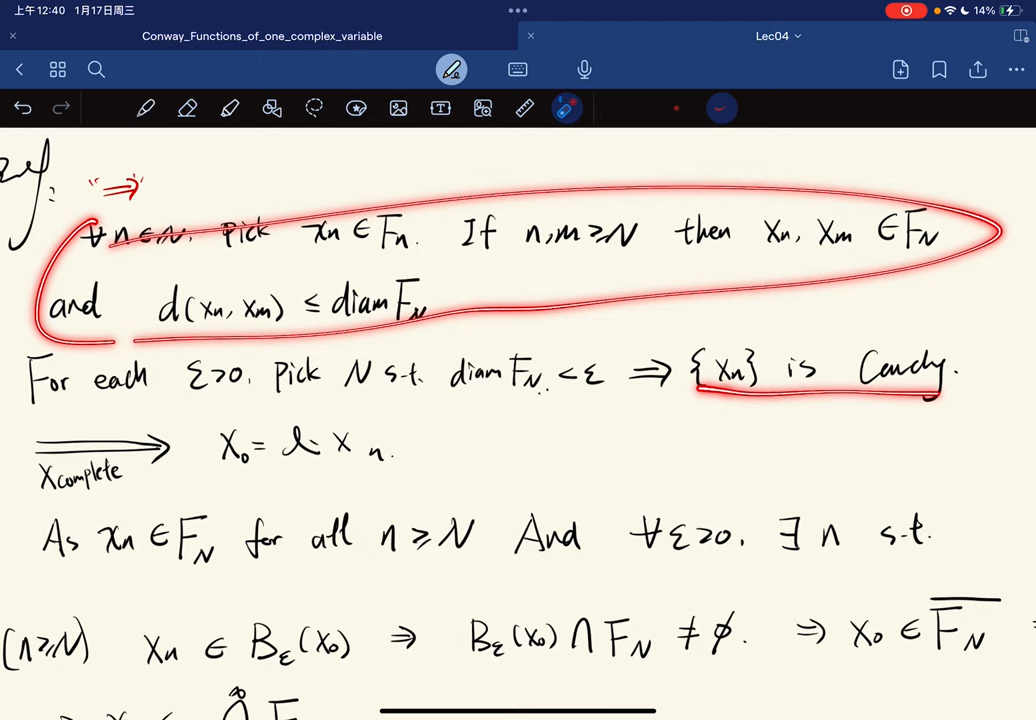 上午12:40 1月17日周三
14%
Conway_Functions_of_one_complex_variable
Lec04
"⇒"
∀ n∈N. Pick xn ∈ Fn. If n,m ≥ N then xn, xm ∈ FN
and d(xn, xm) ≤ diam FN
For each ε>0. Pick N s.t. diam FN < ε ⇒ {xn} is Cauchy.
X complete ⇒ x₀ = li xn.
As xn ∈ FN for all n ≥ N And ∀ε>0. ∃ n s.t.
(n≥N) xn ∈ Bε(x₀) ⇒ Bε(x₀) ∩ FN ≠ ∅. ⇒ x₀ ∈ F̅N̅